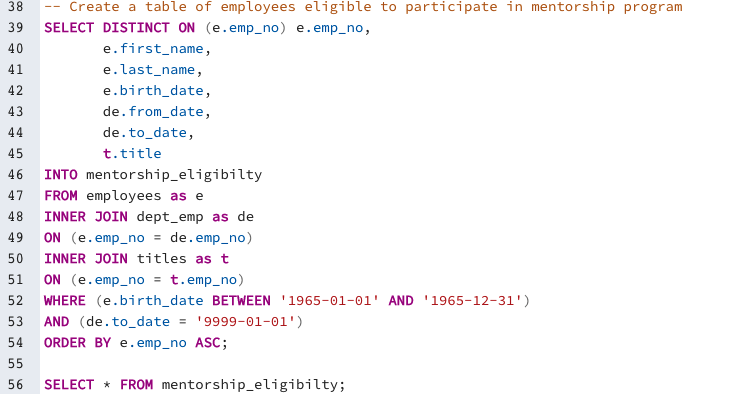 38 -- Create a table of employees eligible to participate in mentorship program
39 SELECT DISTINCT ON (e.emp_no) e.emp_no,
40        e.first_name,
41        e.last_name,
42        e.birth_date,
43        de.from_date,
44        de.to_date,
45        t.title
46 INTO mentorship_eligibilty
47 FROM employees as e
48 INNER JOIN dept_emp as de
49 ON (e.emp_no = de.emp_no)
50 INNER JOIN titles as t
51 ON (e.emp_no = t.emp_no)
52 WHERE (e.birth_date BETWEEN '1965-01-01' AND '1965-12-31')
53 AND (de.to_date = '9999-01-01')
54 ORDER BY e.emp_no ASC;
55
56 SELECT * FROM mentorship_eligibilty;